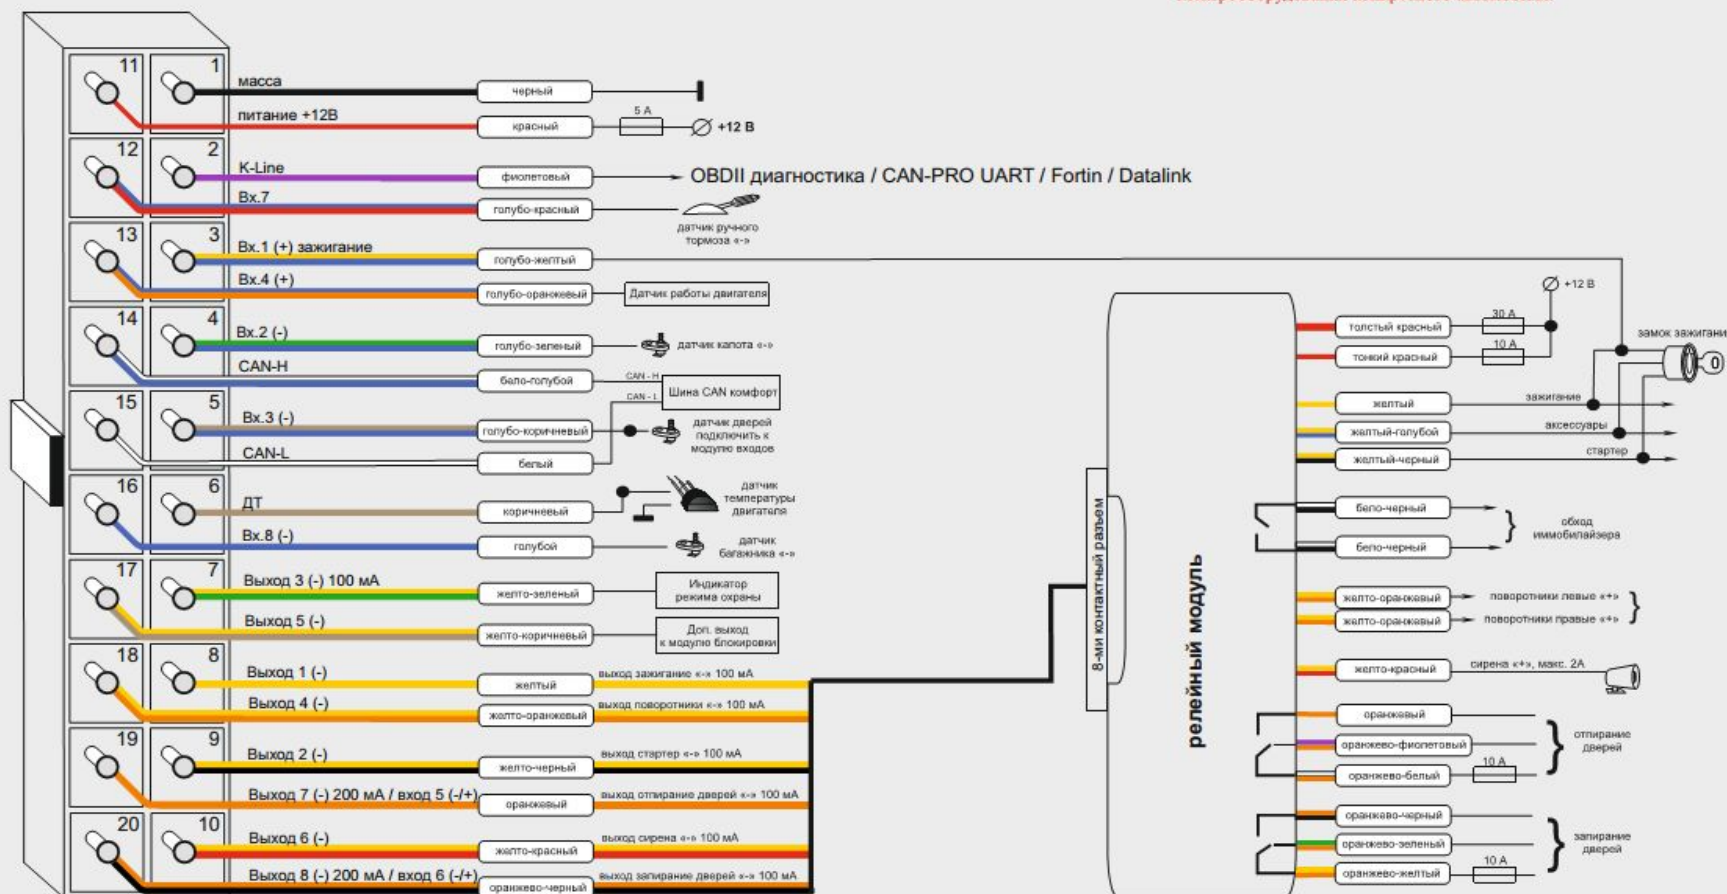 11
1
масса
черный
питание +12В
красный
5 А
+12 В
12
2
K-Line
фиолетовый
OBDII диагностика / CAN-PRO UART / Fortin / Datalink
Вх.7
голубо-красный
датчик ручного
тормоза «-»
13
3
Вх.1 (+) зажигание
голубо-желтый
Вх.4 (+)
голубо-оранжевый
Датчик работы двигателя
14
4
Вх.2 (-)
голубо-зеленый
датчик капота «-»
CAN-H
бело-голубой
CAN - H
CAN - L
Шина CAN комфорт
15
5
Вх.3 (-)
голубо-коричневый
датчик дверей
подключить к
модулю входов
CAN-L
белый
16
6
ДТ
коричневый
датчик
температуры
двигателя
Вх.8 (-)
голубой
датчик
багажника «-»
17
7
Выход 3 (-) 100 мА
желто-зеленый
Индикатор
режима охраны
Выход 5 (-)
желто-коричневый
Доп. выход
к модулю блокировки
18
8
Выход 1 (-)
желтый
выход зажигание «-» 100 мА
Выход 4 (-)
желто-оранжевый
выход поворотники «-» 100 мА
19
9
Выход 2 (-)
желто-черный
выход стартер «-» 100 мА
Выход 7 (-) 200 мА / вход 5 (-/+)
оранжевый
выход отпирание дверей «-» 100 мА
20
10
Выход 6 (-)
желто-красный
выход сирена «-» 100 мА
Выход 8 (-) 200 мА / вход 6 (-/+)
оранжево-черный
выход запирание дверей «-» 100 мА
8-ми контактный разъем
релейный модуль
+12 В
толстый красный
30 А
тонкий красный
10 А
замок зажигани
желтый
зажигание
желтый-голубой
аксессуары
желтый-черный
стартер
бело-черный
бело-черный
обход
иммобилайзера
желто-оранжевый
поворотники левые «+»
желто-оранжевый
поворотники правые «+»
желто-красный
сирена «+», макс. 2А
оранжевый
оранжево-фиолетовый
оранжево-белый
10 А
отпирание
дверей
оранжево-черный
оранжево-зеленый
оранжево-желтый
10 А
запирание
дверей